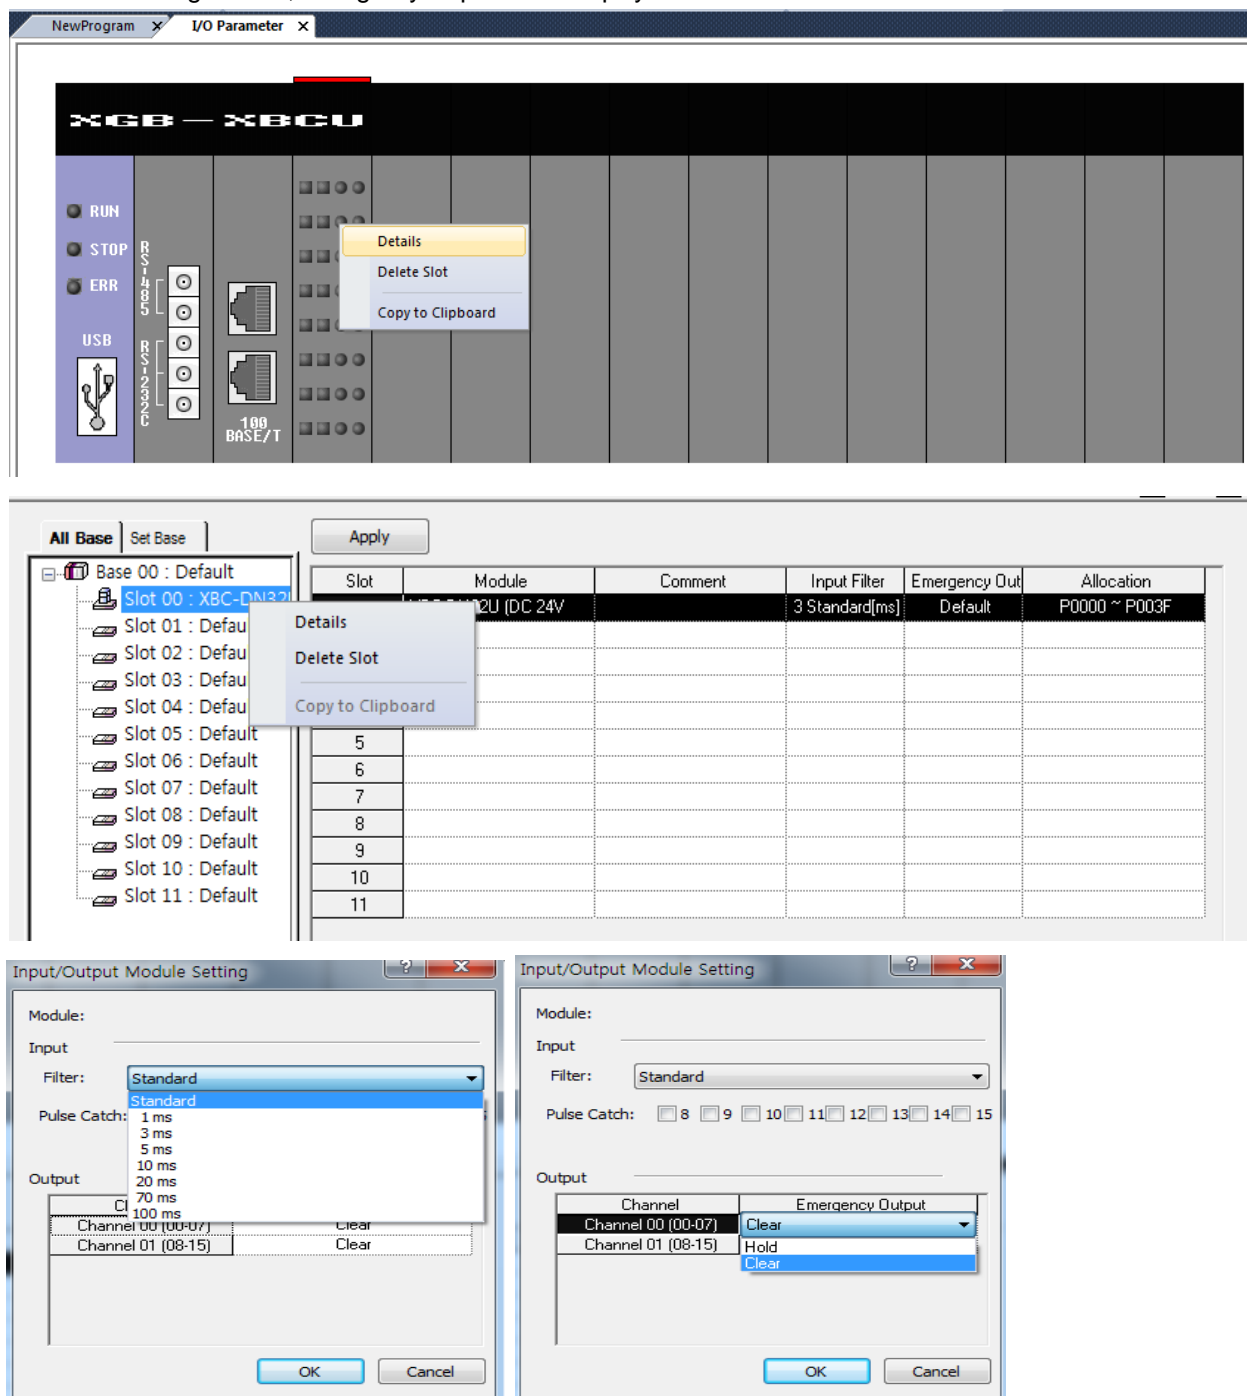 NewProgram
I/O Parameter
XGB — XBCU
RUN
STOP
ERR
USB
RS-485
RS-232C
100
BASE/T
Details
Delete Slot
Copy to Clipboard
All Base Set Base Apply
Base 00 : Default
Slot 00 : XBC-DN32
Slot 01 : Defau
Slot 02 : Defau
Slot 03 : Defau
Slot 04 : Defau
Slot 05 : Default
Slot 06 : Default
Slot 07 : Default
Slot 08 : Default
Slot 09 : Default
Slot 10 : Default
Slot 11 : Default
Details
Delete Slot
Copy to Clipboard
Slot Module Comment Input Filter Emergency Out Allocation
2U (DC 24V 3 Standard[ms] Default P0000 ~ P003F
5
6
7
8
9
10
11
Input/Output Module Setting
Module:
Input
Filter: Standard
Standard
1 ms
3 ms
5 ms
10 ms
20 ms
70 ms
100 ms
Pulse Catch:
Output
Channel 00 (00-07) Clear
Channel 01 (08-15) Clear
OK Cancel
Input/Output Module Setting
Module:
Input
Filter: Standard
Pulse Catch: 8 9 10 11 12 13 14 15
Output
Channel Emergency Output
Channel 00 (00-07) Clear
Channel 01 (08-15) Hold
Clear
OK Cancel